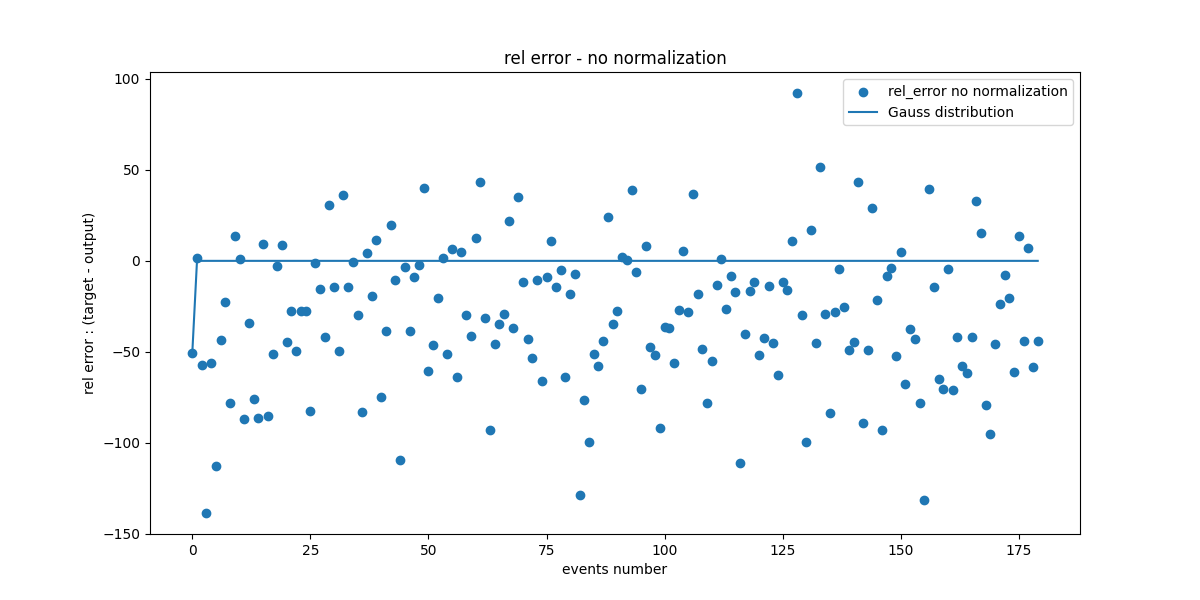 rel error - no normalization
rel_error no normalization
Gauss distribution
rel error : (target - output)
100
50
0
−50
−100
−150
0
25
50
75
100
125
150
175
events number